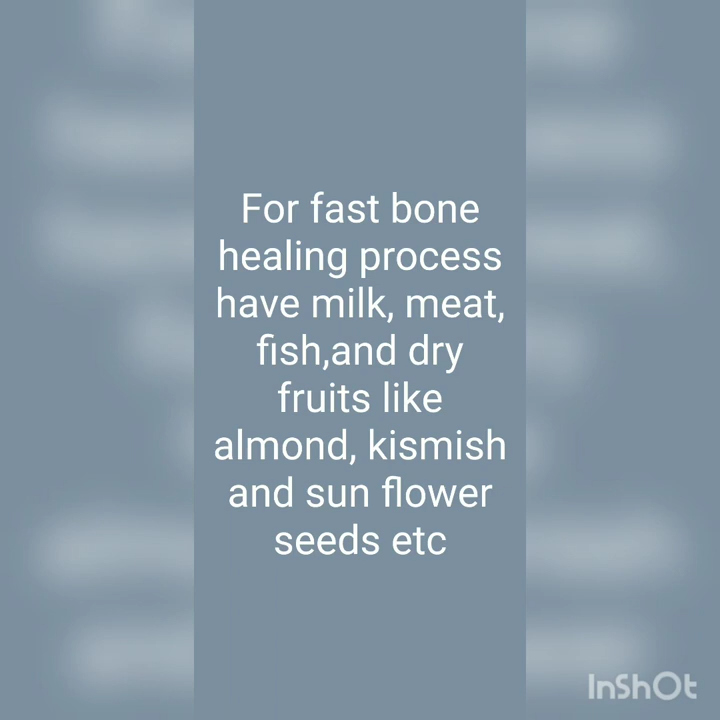 For fast bone
healing process
have milk, meat,
fish,and dry
fruits like
almond, kismish
and sun flower
seeds etc
InShOt